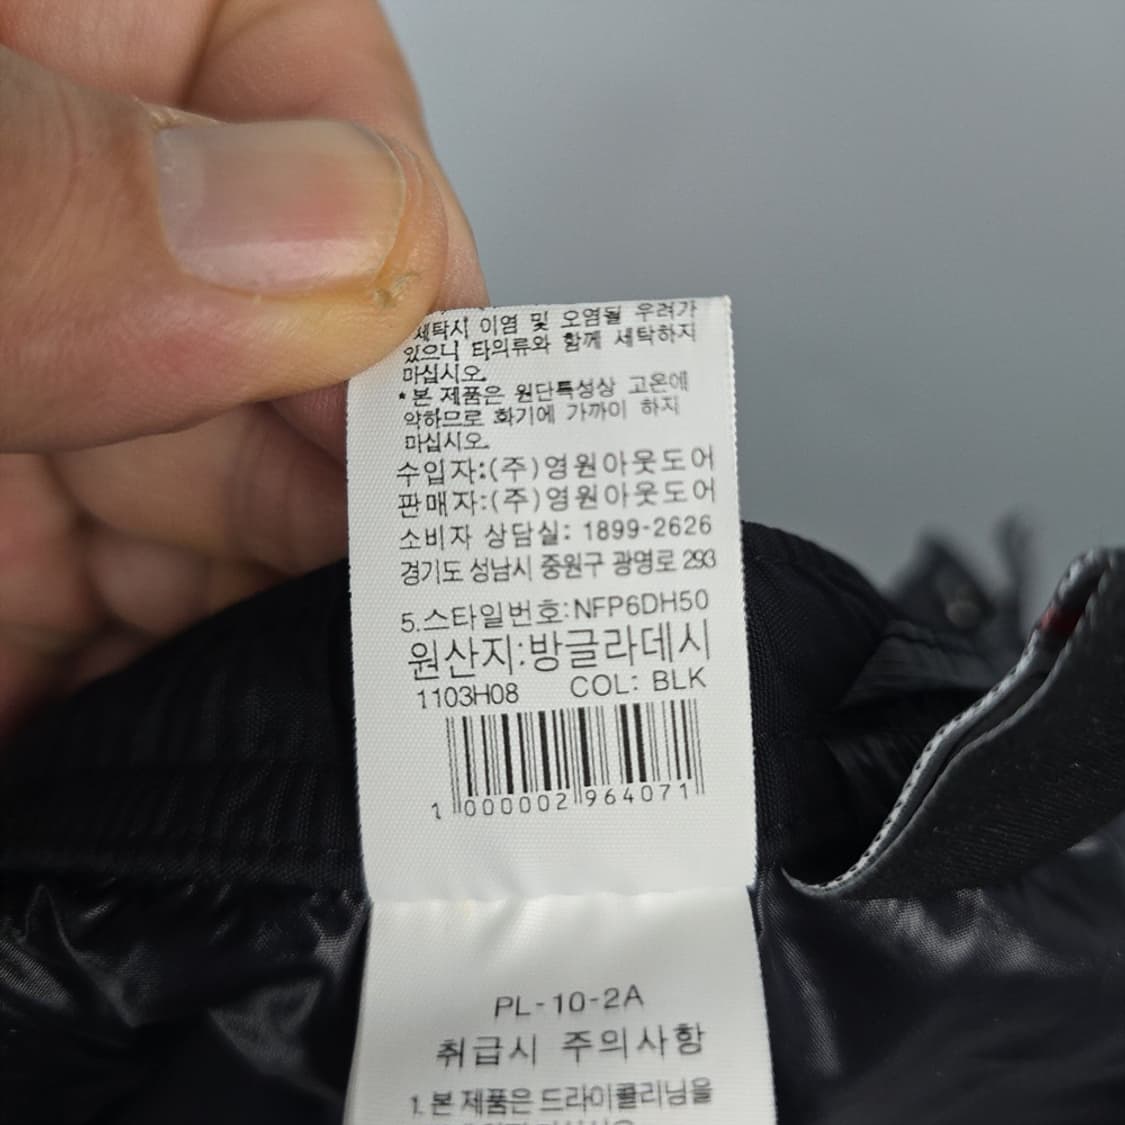 세탁시 이염 및 오염될 우려가
있으니 타의류와 함께 세탁하지
마십시오.
*본 제품은 원단특성상 고온에
약하므로 화기에 가까이 하지
마십시오.
수입자:(주)영원아웃도어
판매자:(주)영원아웃도어
소비자 상담실: 1899-2626
경기도 성남시 중원구 광명로 293
5.스타일번호:NFP6DH50
원산지:방글라데시
1103H08 COL: BLK
1 000002 964071
PL-10-2A
취급시 주의사항
1. 본 제품은 드라이클리닝을